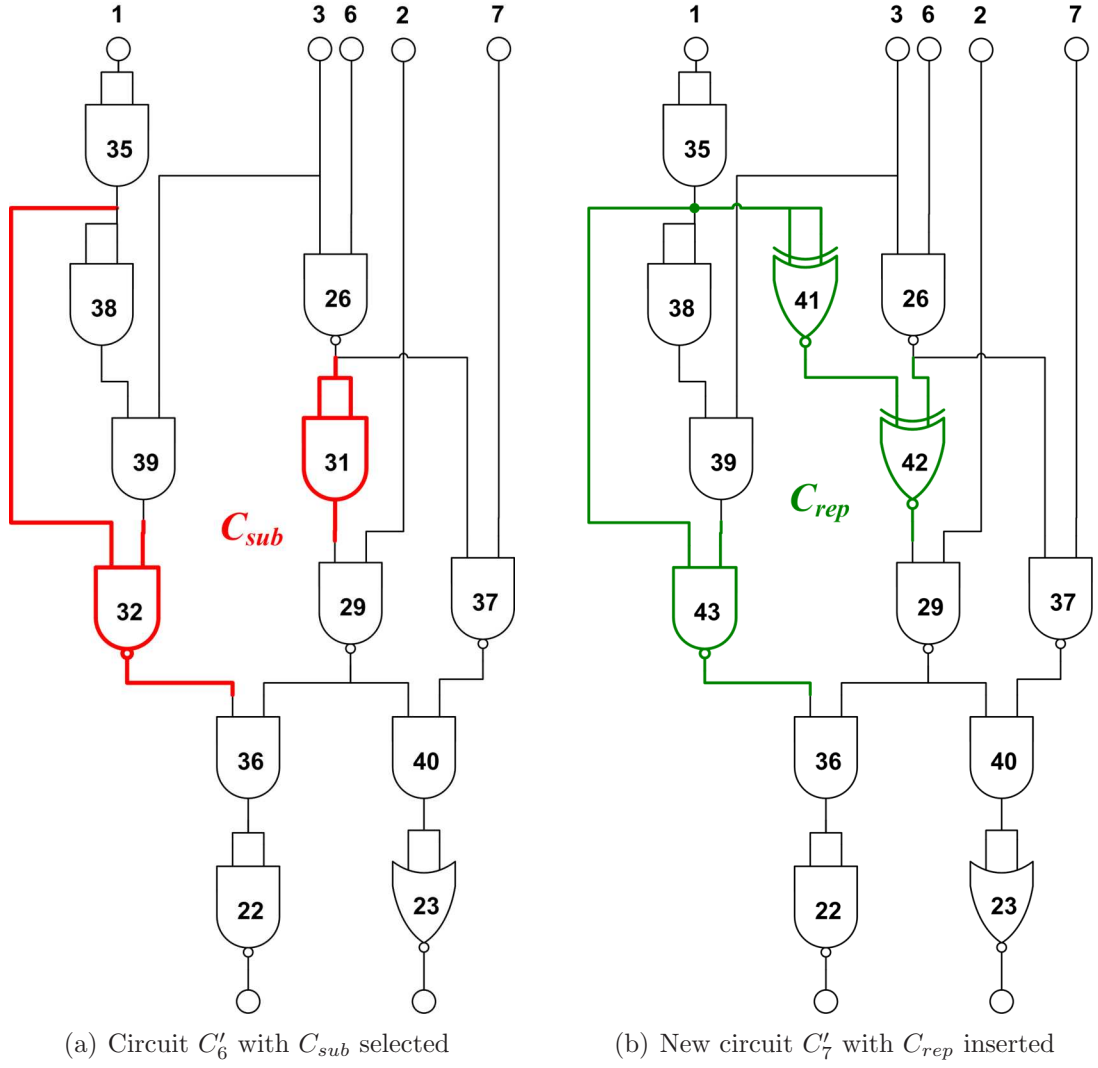 1 3 6 2 7 1 3 6 2 7
35 35
38 26 38 41 26
39 31 39 42
C_sub C_rep
32 29 37 43 29 37
36 40 36 40
22 23 22 23
(a) Circuit C′_6 with C_sub selected (b) New circuit C′_7 with C_rep inserted